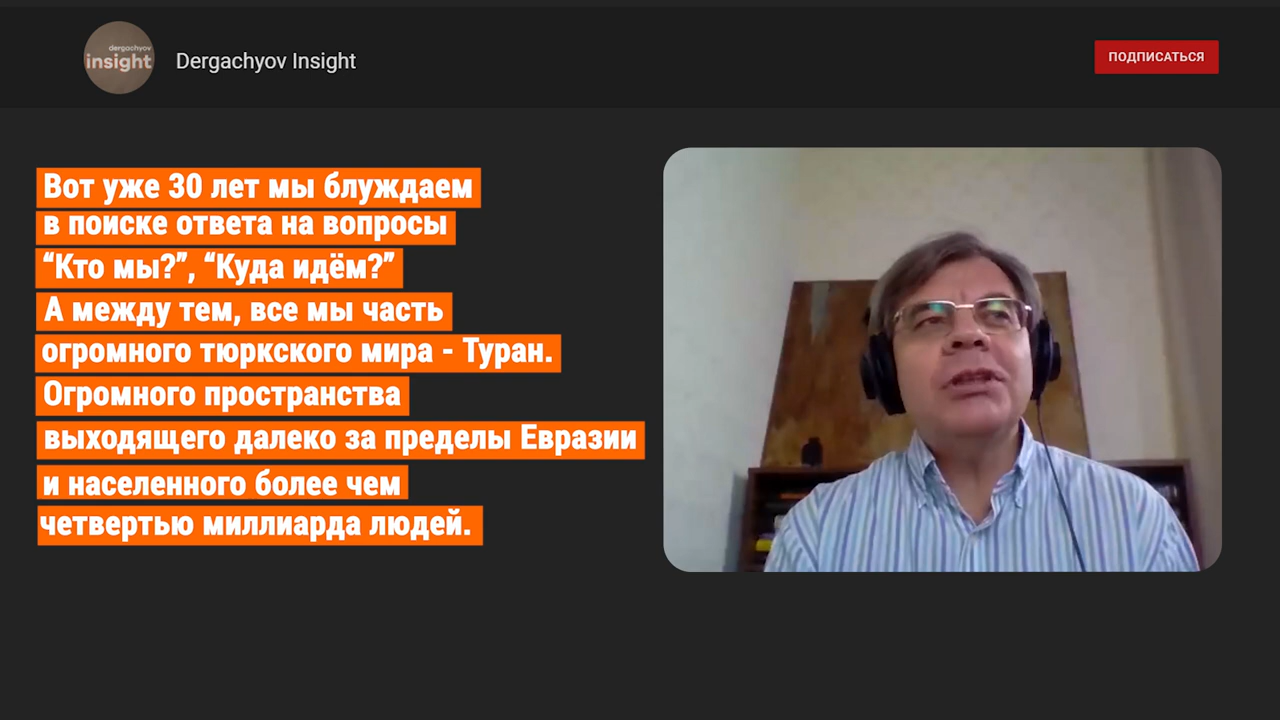 dergachyov
insight
Dergachyov Insight
ПОДПИСАТЬСЯ
Вот уже 30 лет мы блуждаем
в поиске ответа на вопросы
“Кто мы?”, “Куда идём?”
А между тем, все мы часть
огромного тюркского мира - Туран.
Огромного пространства
выходящего далеко за пределы Евразии
и населенного более чем
четвертью миллиарда людей.